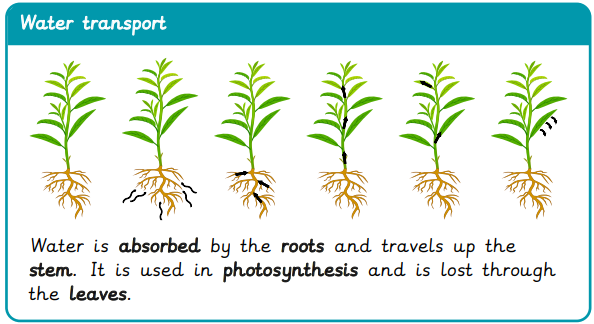 Water transport
Water is absorbed by the roots and travels up the
stem. It is used in photosynthesis and is lost through
the leaves.